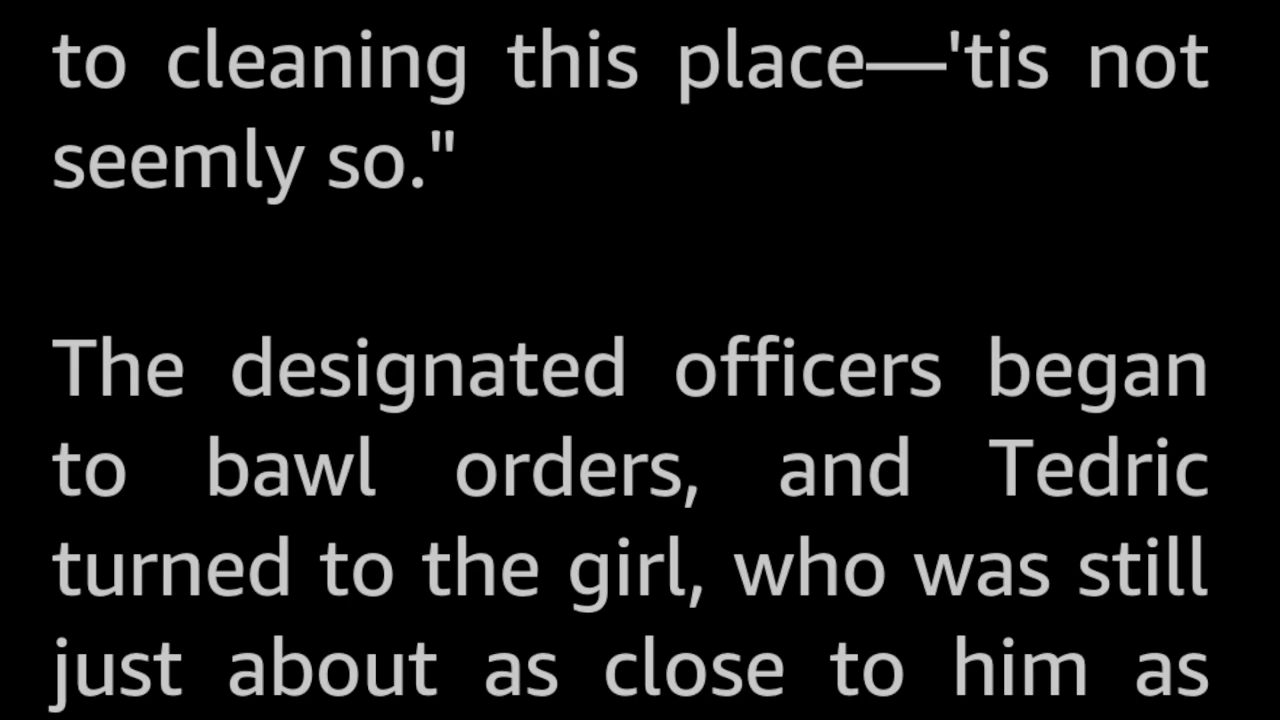 to cleaning this place—'tis not
seemly so."
The designated officers began
to bawl orders, and Tedric
turned to the girl, who was still
just about as close to him as